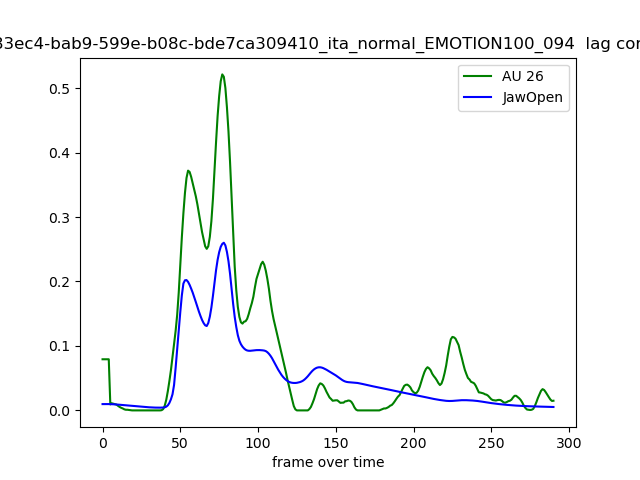 33ec4-bab9-599e-b08c-bde7ca309410_ita_normal_EMOTION100_094 lag cor
AU 26
JawOpen
0.5
0.4
0.3
0.2
0.1
0.0
0 50 100 150 200 250 300
frame over time